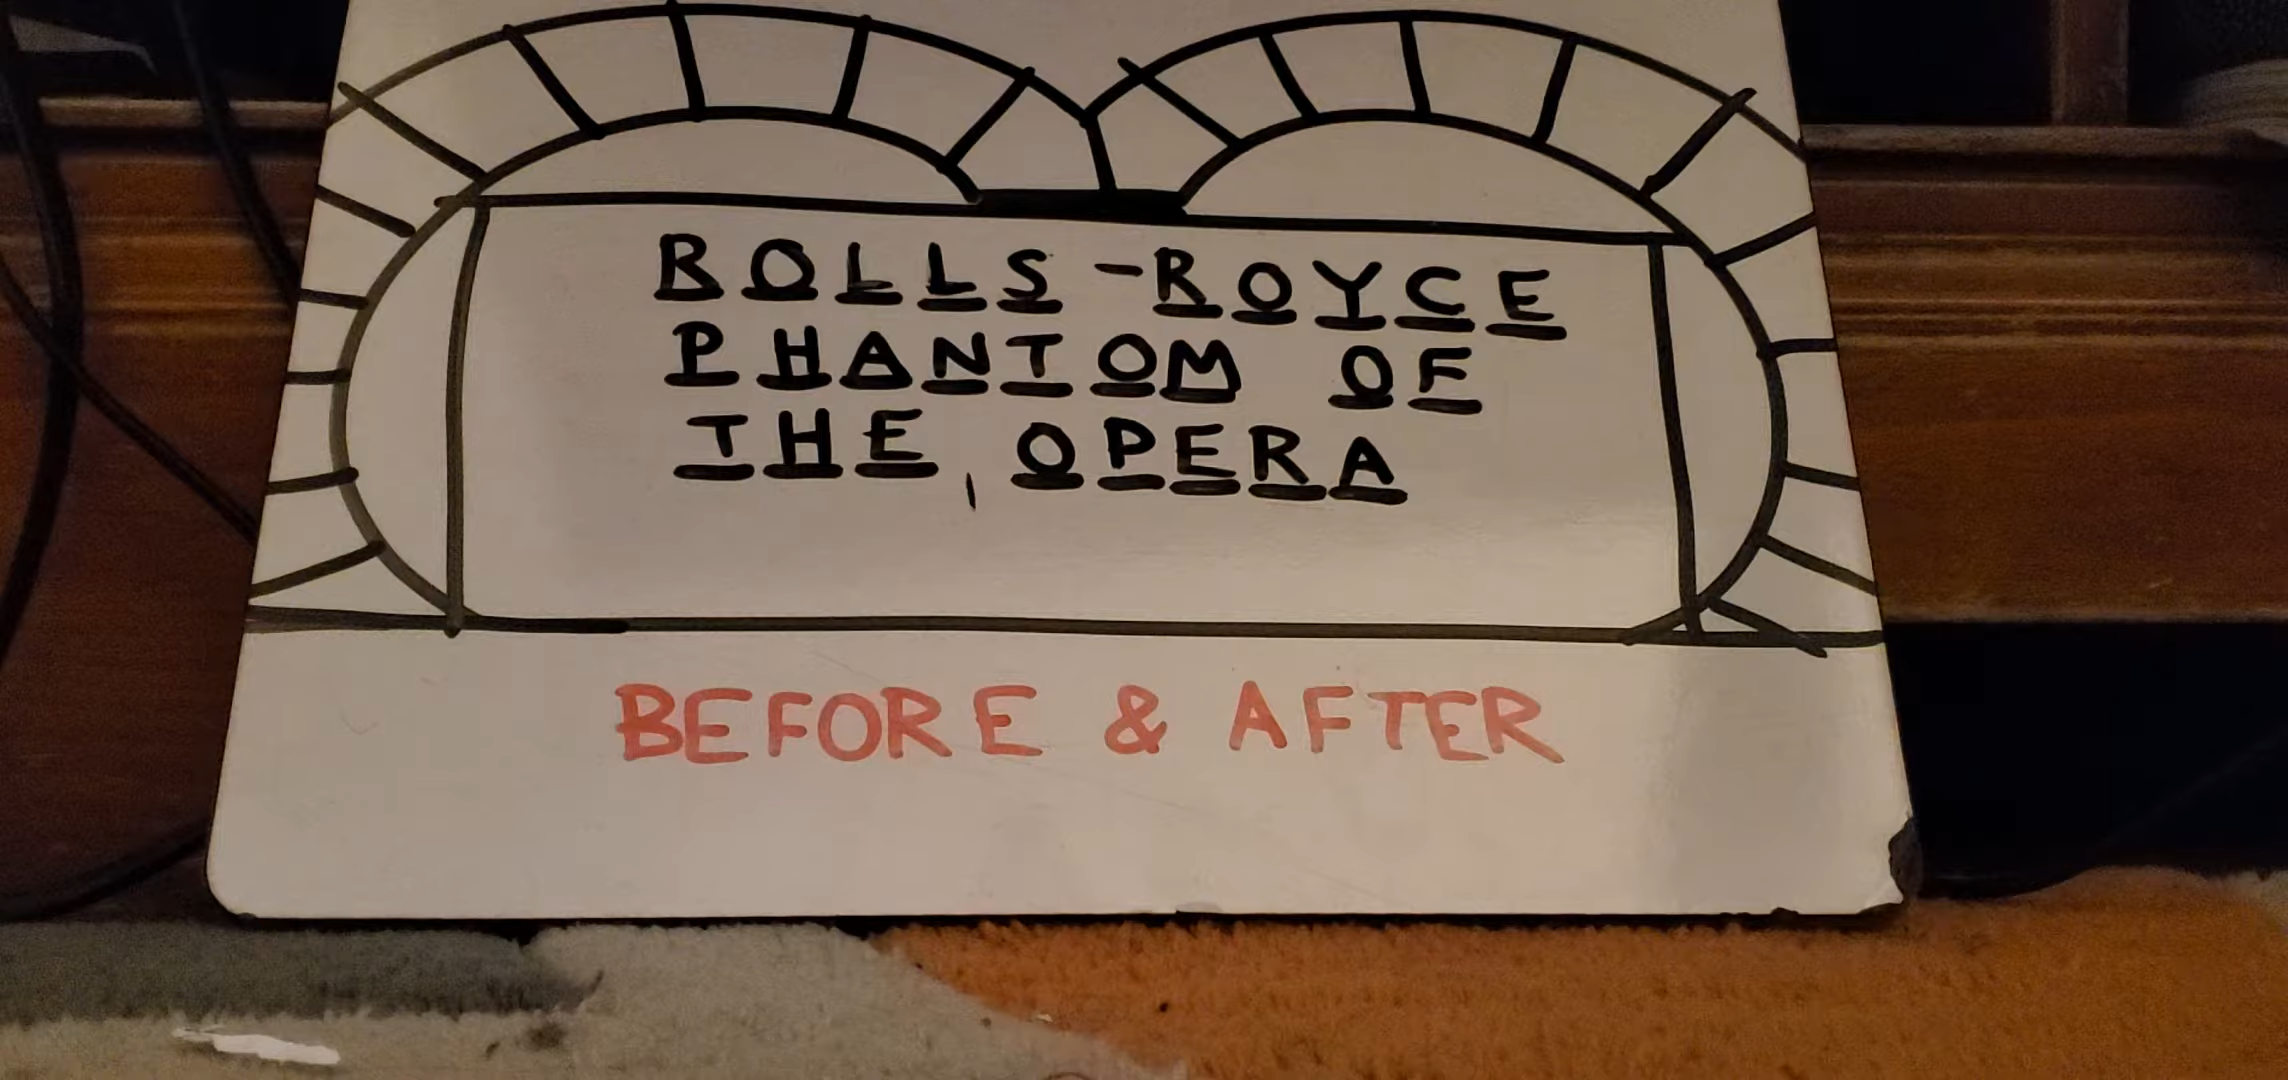 ROLLS-ROYCE
PHANTOM OF
THE OPERA
BEFORE & AFTER